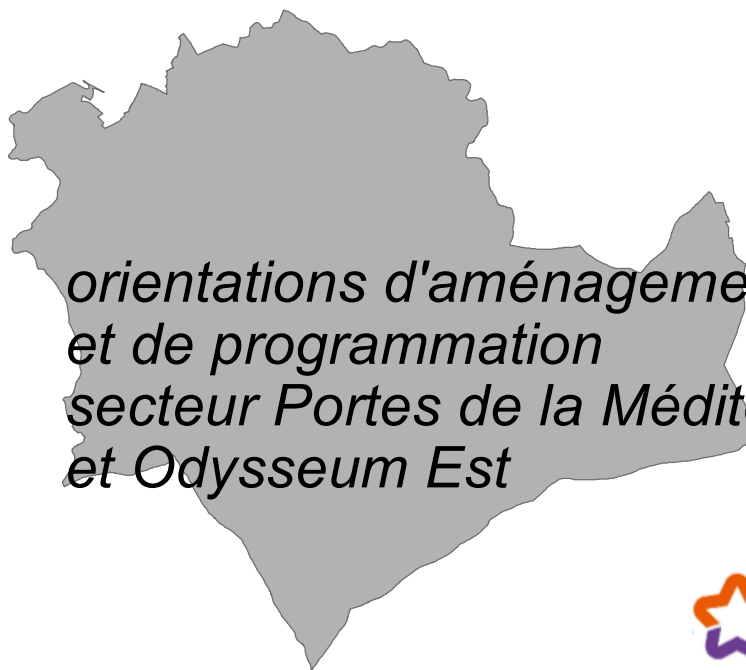 orientations d'aménageme
et de programmation
secteur Portes de la Médit
et Odysseum Est